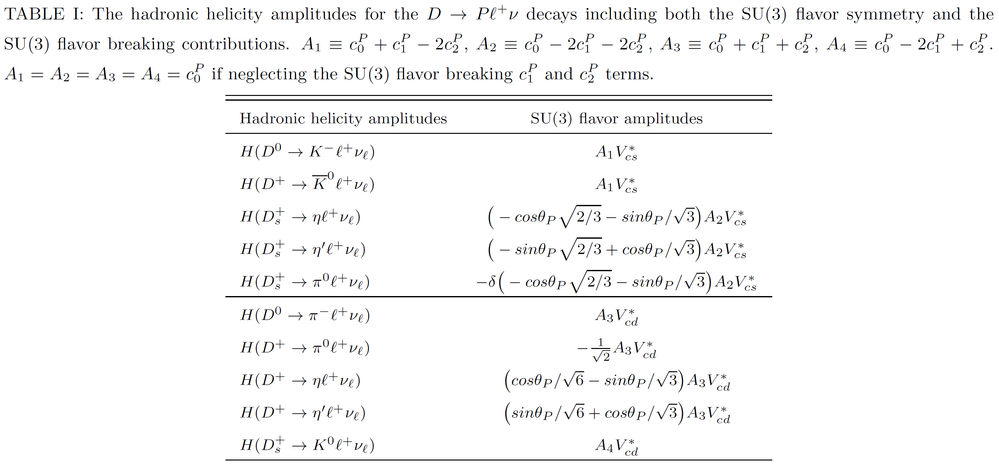 TABLE I: The hadronic helicity amplitudes for the $D \to P\ell^+\nu$ decays including both the SU(3) flavor symmetry and the
SU(3) flavor breaking contributions. $A_1 \equiv c_0^P + c_1^P - 2c_2^P$, $A_2 \equiv c_0^P - 2c_1^P - 2c_2^P$, $A_3 \equiv c_0^P + c_1^P + c_2^P$, $A_4 \equiv c_0^P - 2c_1^P + c_2^P$.
$A_1 = A_2 = A_3 = A_4 = c_0^P$ if neglecting the SU(3) flavor breaking $c_1^P$ and $c_2^P$ terms.
Hadronic helicity amplitudes SU(3) flavor amplitudes
$H(D^0 \to K^-\ell^+\nu_\ell)$ $A_1V_{cs}^*$
$H(D^+ \to \overline{K}^0\ell^+\nu_\ell)$ $A_1V_{cs}^*$
$H(D_s^+ \to \eta\ell^+\nu_\ell)$ $\big(-cos\theta_P\sqrt{2/3} - sin\theta_P/\sqrt{3}\big)A_2V_{cs}^*$
$H(D_s^+ \to \eta'\ell^+\nu_\ell)$ $\big(-sin\theta_P\sqrt{2/3} + cos\theta_P/\sqrt{3}\big)A_2V_{cs}^*$
$H(D_s^+ \to \pi^0\ell^+\nu_\ell)$ $-\delta\big(-cos\theta_P\sqrt{2/3} - sin\theta_P/\sqrt{3}\big)A_2V_{cs}^*$
$H(D^0 \to \pi^-\ell^+\nu_\ell)$ $A_3V_{cd}^*$
$H(D^+ \to \pi^0\ell^+\nu_\ell)$ $-\frac{1}{\sqrt{2}}A_3V_{cd}^*$
$H(D^+ \to \eta\ell^+\nu_\ell)$ $\big(cos\theta_P/\sqrt{6} - sin\theta_P/\sqrt{3}\big)A_3V_{cd}^*$
$H(D^+ \to \eta'\ell^+\nu_\ell)$ $\big(sin\theta_P/\sqrt{6} + cos\theta_P/\sqrt{3}\big)A_3V_{cd}^*$
$H(D_s^+ \to K^0\ell^+\nu_\ell)$ $A_4V_{cd}^*$